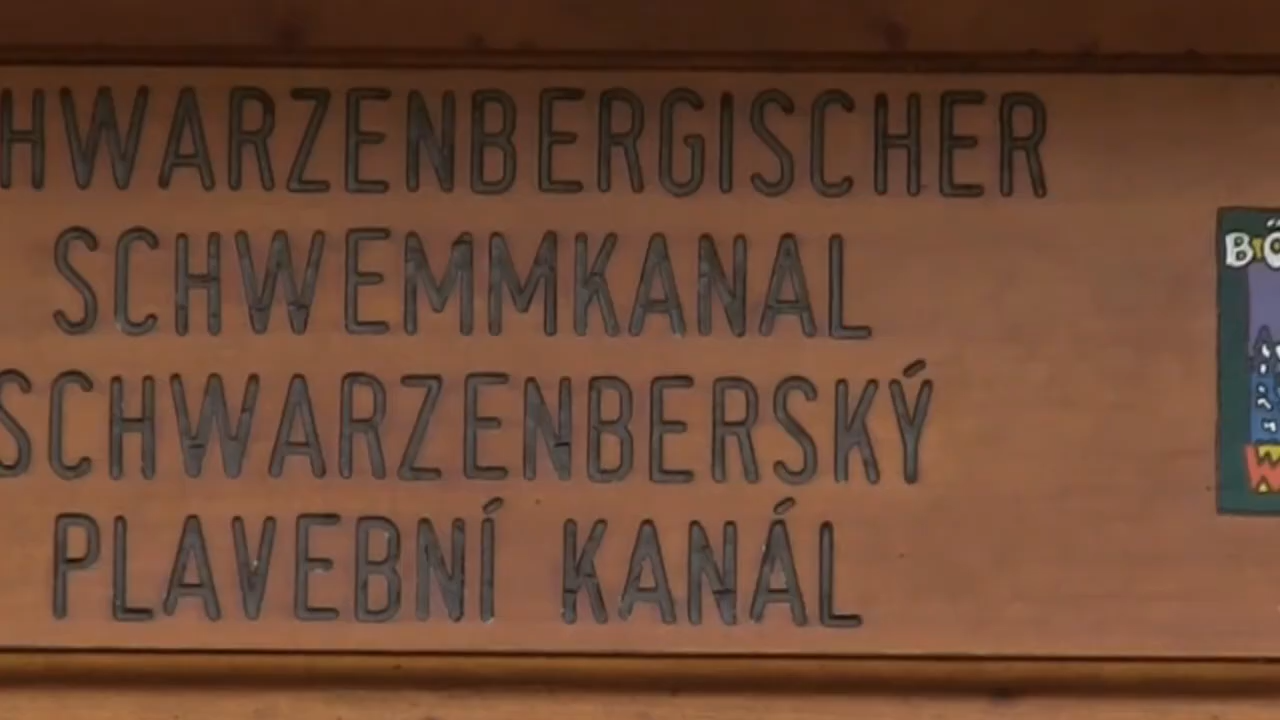 HWARZENBERGISCHER
SCHWEMMKANAL
SCHWARZENBERSKÝ
PLAVEBNÍ KANÁL